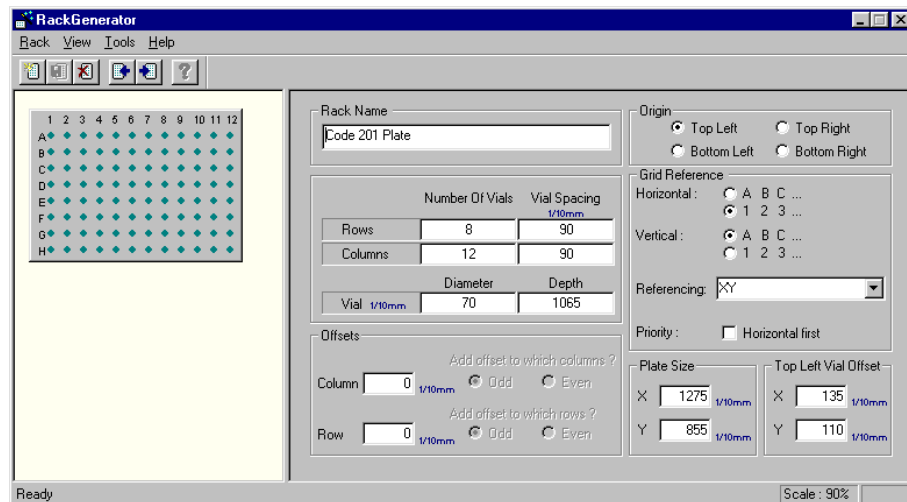 RackGenerator
Rack View Tools Help
1 2 3 4 5 6 7 8 9 10 11 12
A
B
C
D
E
F
G
H
Rack Name
Code 201 Plate
Number Of Vials Vial Spacing
1/10mm
Rows 8 90
Columns 12 90
Diameter Depth
Vial 1/10mm 70 1065
Offsets
Add offset to which columns ?
Column 0 1/10mm Odd Even
Add offset to which rows ?
Row 0 1/10mm Odd Even
Origin
Top Left Top Right
Bottom Left Bottom Right
Grid Reference
Horizontal : A B C ...
1 2 3 ...
Vertical : A B C ...
1 2 3 ...
Referencing: XY
Priority : Horizontal first
Plate Size
X 1275 1/10mm
Y 855 1/10mm
Top Left Vial Offset
X 135 1/10mm
Y 110 1/10mm
Ready Scale : 90%